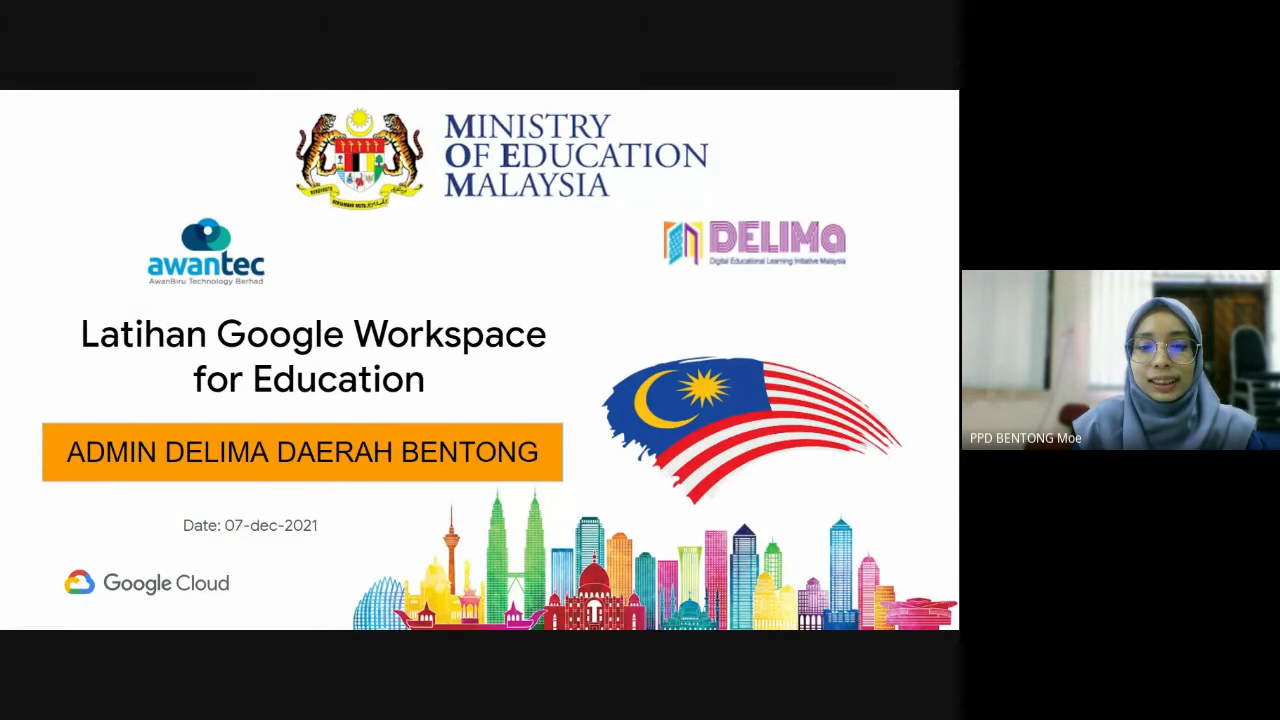 MINISTRY
OF EDUCATION
MALAYSIA
awantec
AwanBiru Technology Berhad
DELIMa
Digital Educational Learning Initiative Malaysia
Latihan Google Workspace
for Education
ADMIN DELIMA DAERAH BENTONG
Date: 07-dec-2021
Google Cloud
PPD BENTONG Moe